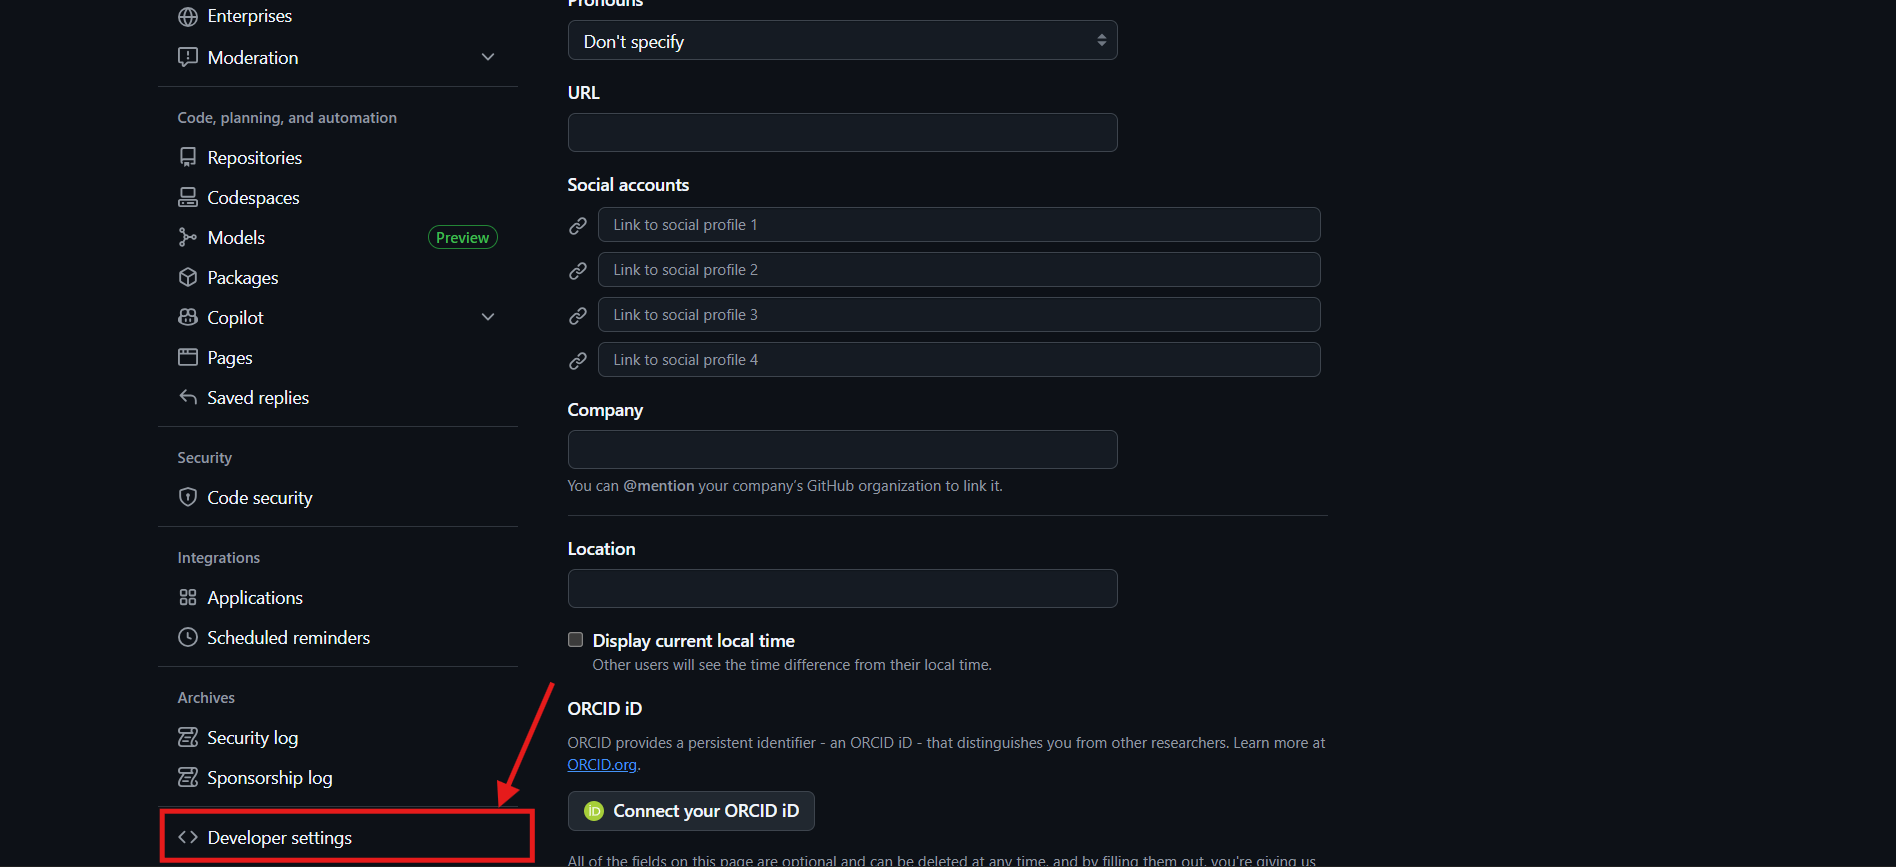 Enterprises
Moderation
Code, planning, and automation
Repositories
Codespaces
Models
Preview
Packages
Copilot
Pages
Saved replies
Security
Code security
Integrations
Applications
Scheduled reminders
Archives
Security log
Sponsorship log
Developer settings
Pronouns
Don't specify
URL
Social accounts
Link to social profile 1
Link to social profile 2
Link to social profile 3
Link to social profile 4
Company
You can @mention your company's GitHub organization to link it.
Location
Display current local time
Other users will see the time difference from their local time.
ORCID iD
ORCID provides a persistent identifier - an ORCID iD - that distinguishes you from other researchers. Learn more at
ORCID.org.
iD Connect your ORCID iD
All of the fields on this page are optional and can be deleted at any time, and by filling them out, you're giving us